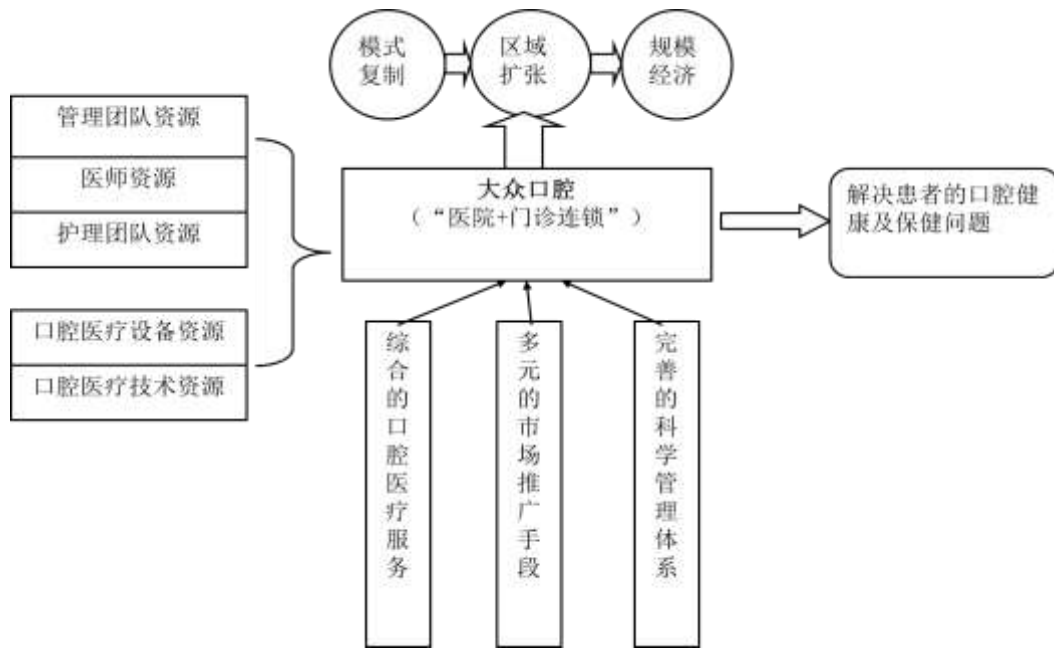 模式
复制
区域
扩张
规模
经济
管理团队资源
医师资源
护理团队资源
口腔医疗设备资源
口腔医疗技术资源
大众口腔
（“医院+门诊连锁”）
解决患者的口腔健
康及保健问题
综合的口腔医疗服务
多元的市场推广手段
完善的科学管理体系